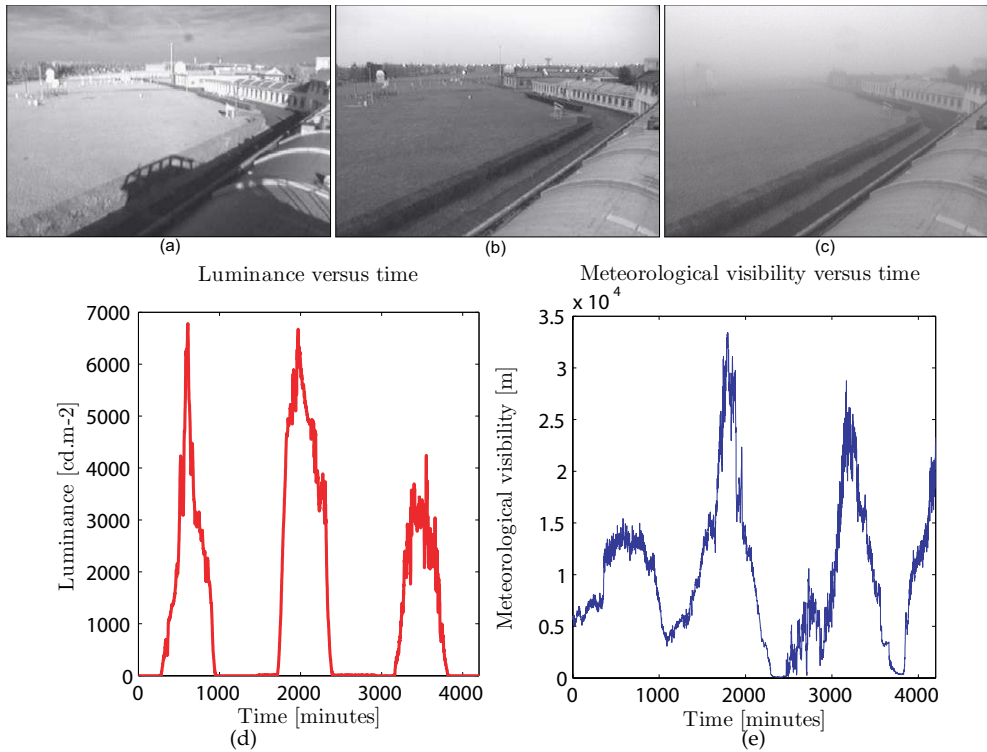 (a)
(b)
(c)
Luminance versus time
Luminance [cd.m-2]
7000
6000
5000
4000
3000
2000
1000
0
0 1000 2000 3000 4000
Time [minutes]
(d)
Meteorological visibility versus time
x 10^4
Meteorological visibility [m]
3.5
3
2.5
2
1.5
1
0.5
0
0 1000 2000 3000 4000
Time [minutes]
(e)